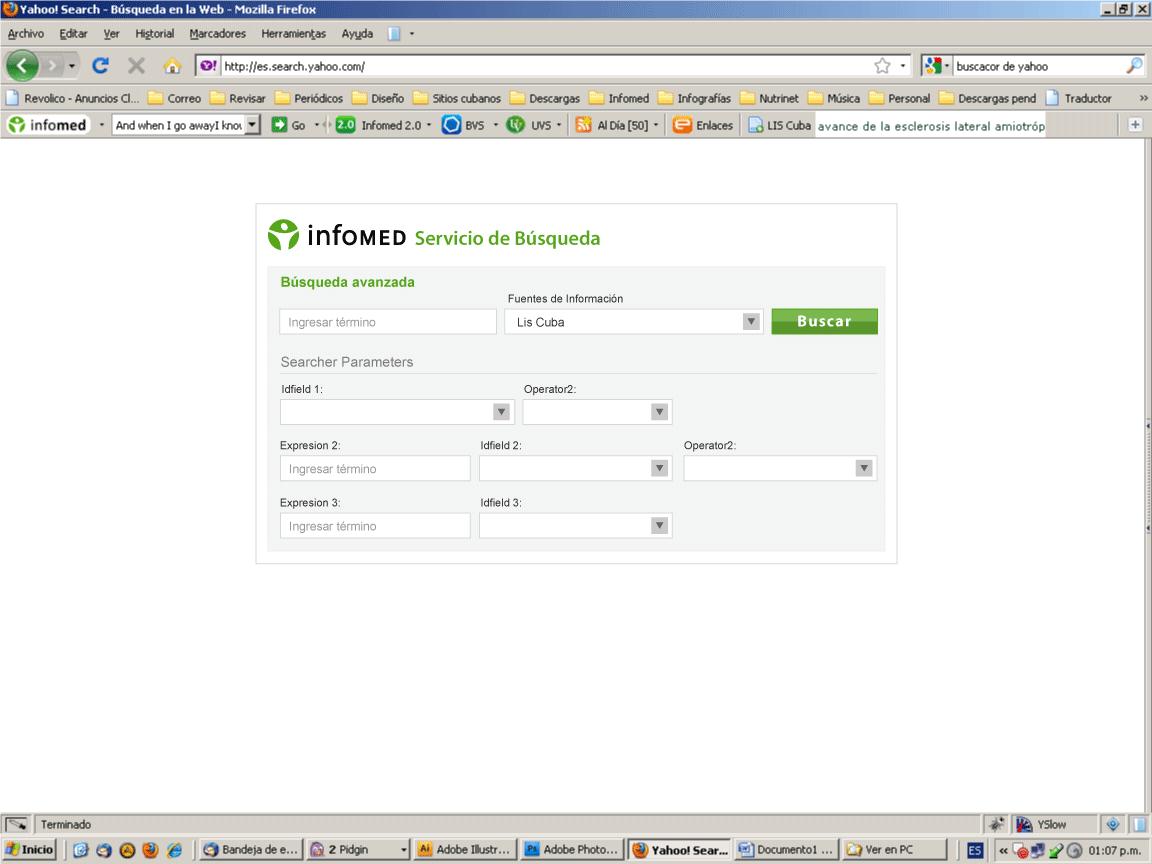 Yahoo! Search - Búsqueda en la Web - Mozilla Firefox
Archivo Editar Ver Historial Marcadores Herramientas Ayuda
http://es.search.yahoo.com/ buscacor de yahoo
Revolico - Anuncios Cl... Correo Revisar Periódicos Diseño Sitios cubanos Descargas Infomed Infografías Nutrinet Música Personal Descargas pend Traductor »
infomed And when I go awayI know Go 2.0 Infomed 2.0 BVS UVS Al Día [50] Enlaces LIS Cuba avance de la esclerosis lateral amiotróp
infOMED Servicio de Búsqueda
Búsqueda avanzada
Fuentes de Información
Ingresar término Lis Cuba Buscar
Searcher Parameters
Idfield 1: Operator2:
Expresion 2: Idfield 2: Operator2:
Ingresar término
Expresion 3: Idfield 3:
Ingresar término
Terminado YSlow
Inicio Bandeja de e... 2 Pidgin Ai Adobe Illustr... Ps Adobe Photo... Yahoo! Sear... Documento1 ... Ver en PC ES « 01:07 p.m.